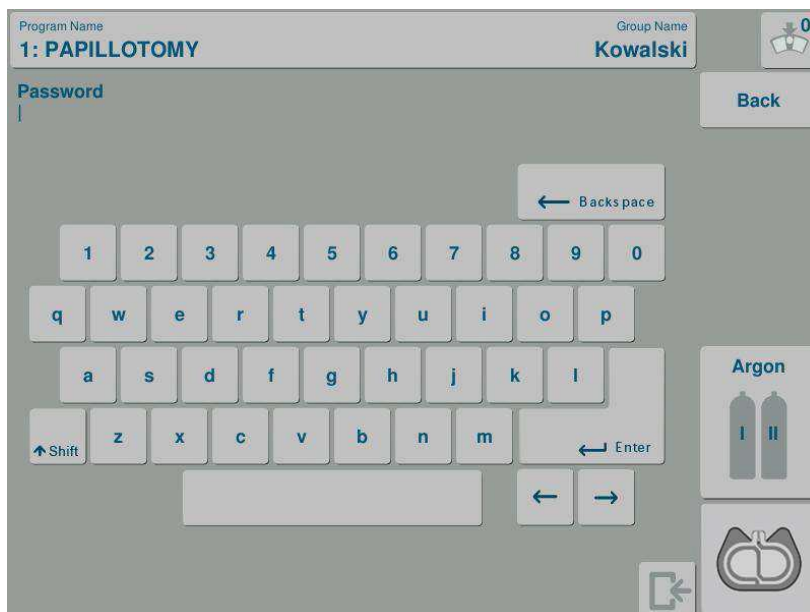 Program Name
Group Name
1: PAPILLOTOMY
Kowalski
0
Password
Back
← Backspace
1 2 3 4 5 6 7 8 9 0
q w e r t y u i o p
a s d f g h j k l
↑ Shift z x c v b n m ↵ Enter
← →
Argon
I II